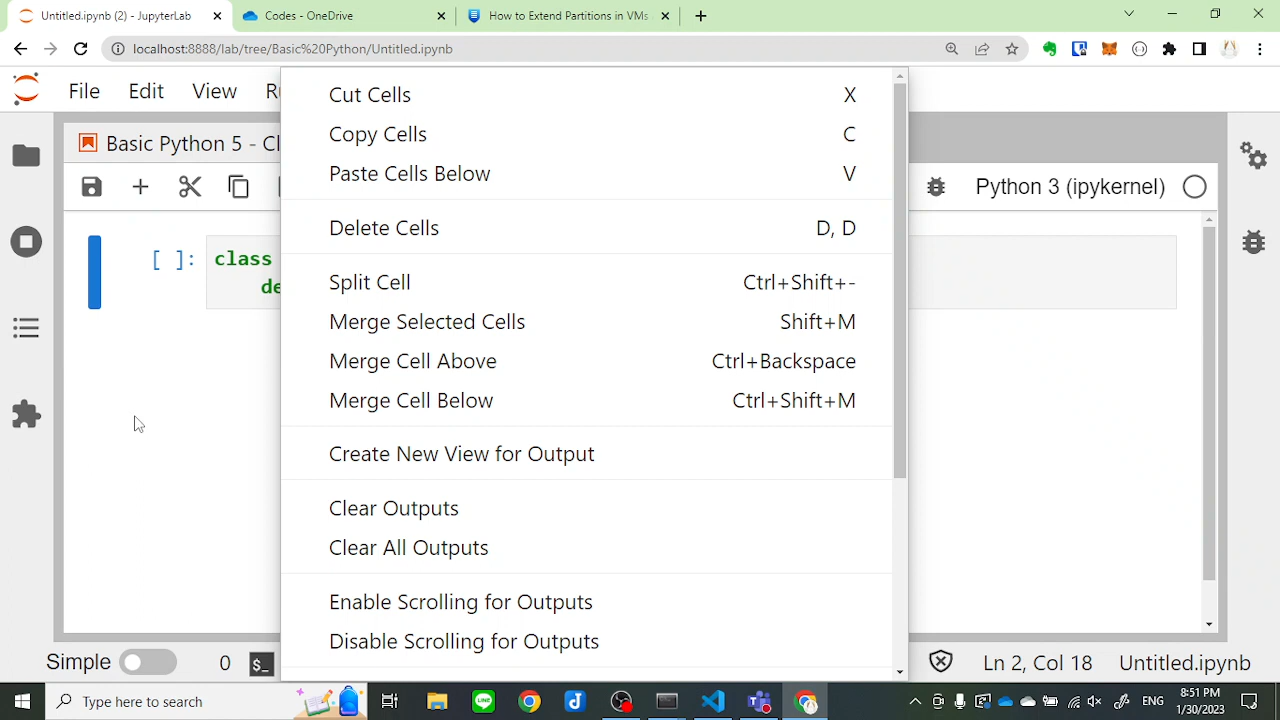 Untitled.ipynb (2) - JupyterLab
Codes - OneDrive
How to Extend Partitions in VMs
localhost:8888/lab/tree/Basic%20Python/Untitled.ipynb
File Edit View
Cut Cells X
Copy Cells C
Paste Cells Below V
Delete Cells D, D
Split Cell Ctrl+Shift+-
Merge Selected Cells Shift+M
Merge Cell Above Ctrl+Backspace
Merge Cell Below Ctrl+Shift+M
Create New View for Output
Clear Outputs
Clear All Outputs
Enable Scrolling for Outputs
Disable Scrolling for Outputs
Basic Python 5 - Cl
Python 3 (ipykernel)
[ ]: class
de
Simple 0 $_ Ln 2, Col 18 Untitled.ipynb
Type here to search
ENG
8:51 PM
1/30/2023